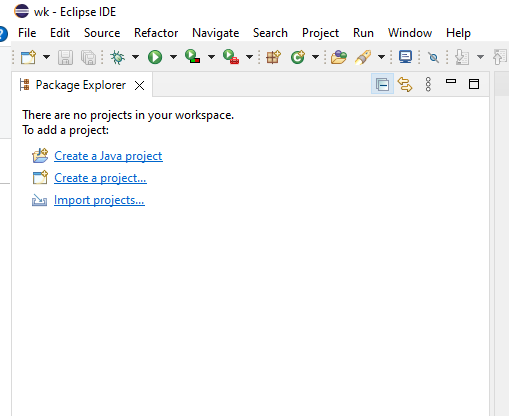 wk - Eclipse IDE
File Edit Source Refactor Navigate Search Project Run Window Help
Package Explorer
There are no projects in your workspace.
To add a project:
Create a Java project
Create a project...
Import projects...